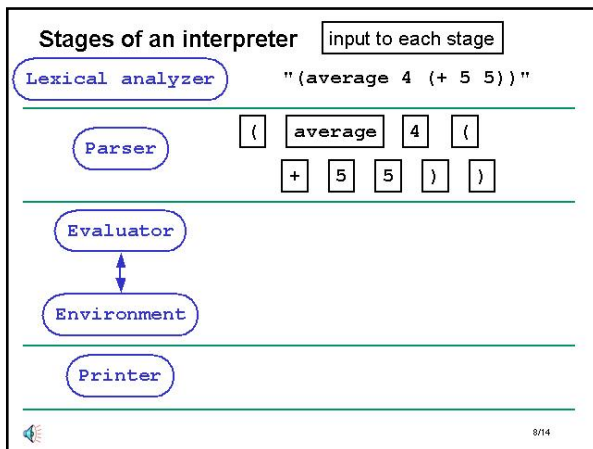 Stages of an interpreter input to each stage
Lexical analyzer "(average 4 (+ 5 5))"
Parser
( average 4 (
+ 5 5 ) )
Evaluator
Environment
Printer
8/14